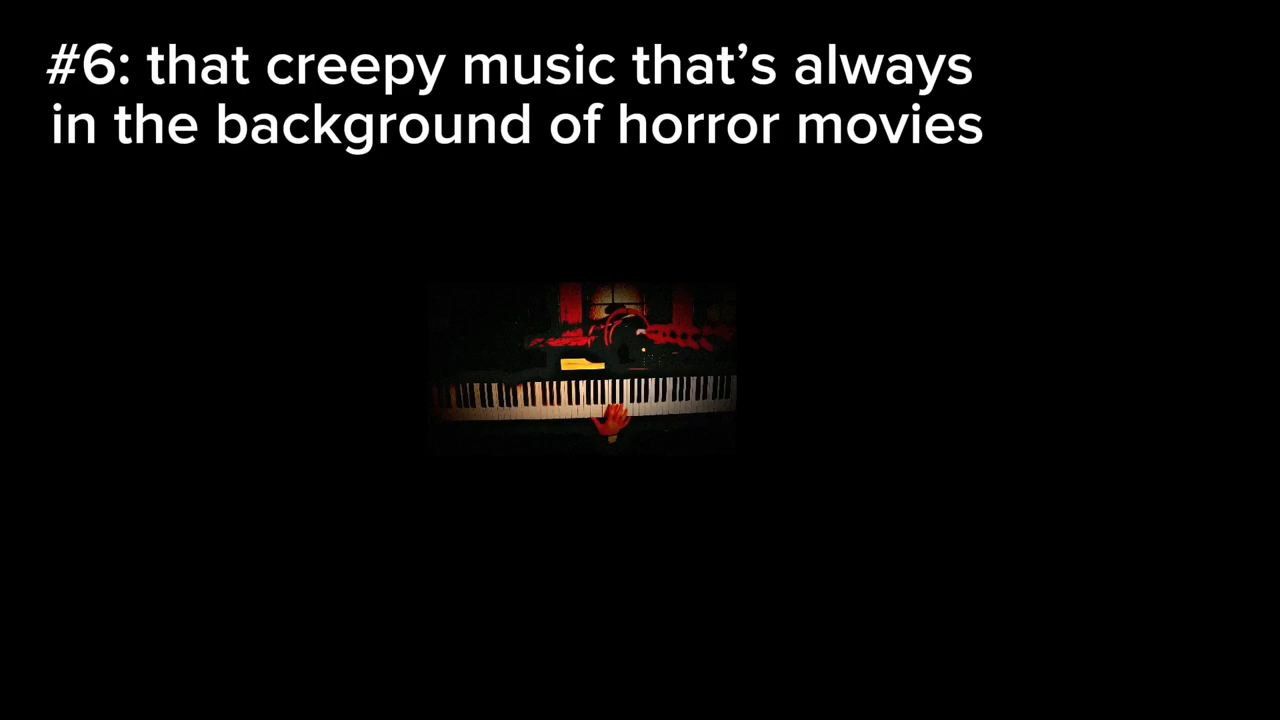 #6: that creepy music that’s always
in the background of horror movies